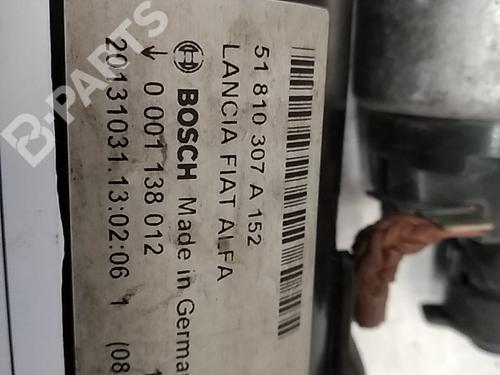 51 810 307 A 152
LANCIA FIAT ALFA
BOSCH Made in German
0 001 138 012
20131031.13:02:06 1
(08
B-PARTS